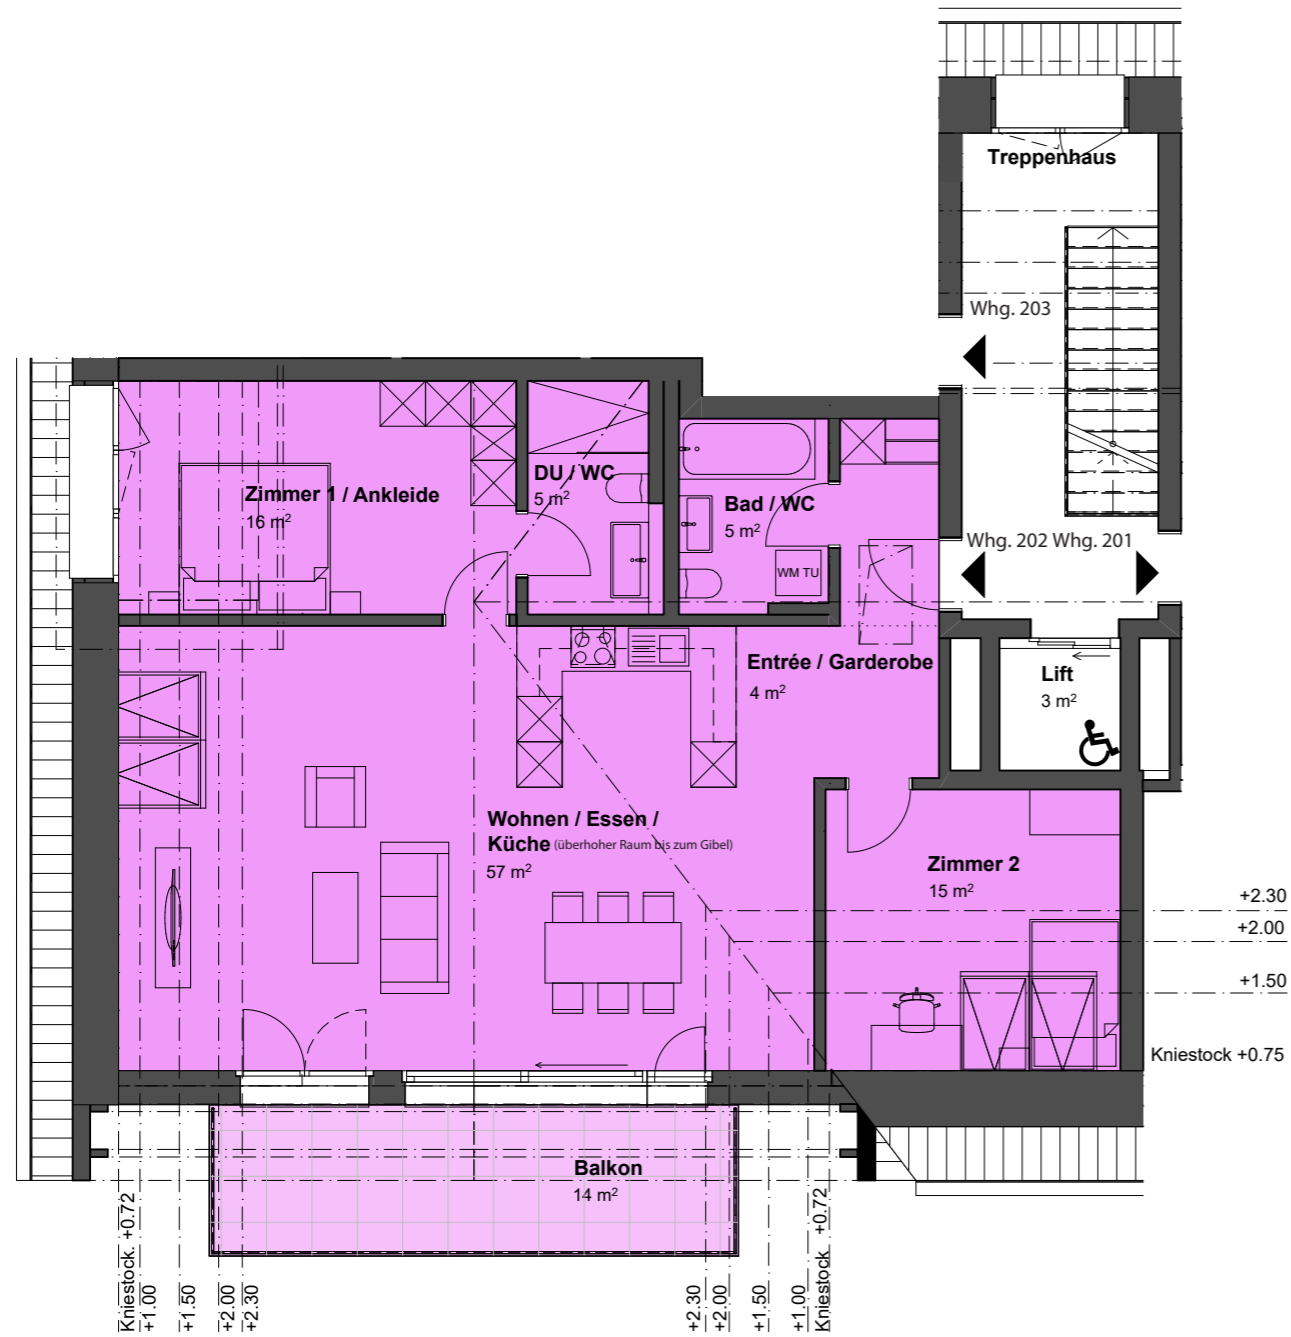 Treppenhaus
Whg. 203
Zimmer 1 / Ankleide
16 m²
DU / WC
5 m²
Bad / WC
5 m²
WM TU
Whg. 202 Whg. 201
Entrée / Garderobe
4 m²
Lift
3 m²
Wohnen / Essen /
Küche (überhoher Raum bis zum Gibel)
57 m²
Zimmer 2
15 m²
+2.30
+2.00
+1.50
Kniestock +0.75
Balkon
14 m²
Kniestock. +0.72
+1.00
+1.50
+2.00
+2.30
+2.30
+2.00
+1.50
+1.00
Kniestock +0.72